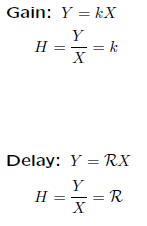 Gain: Y = kX
H = Y/X = k
Delay: Y = ℛX
H = Y/X = ℛ